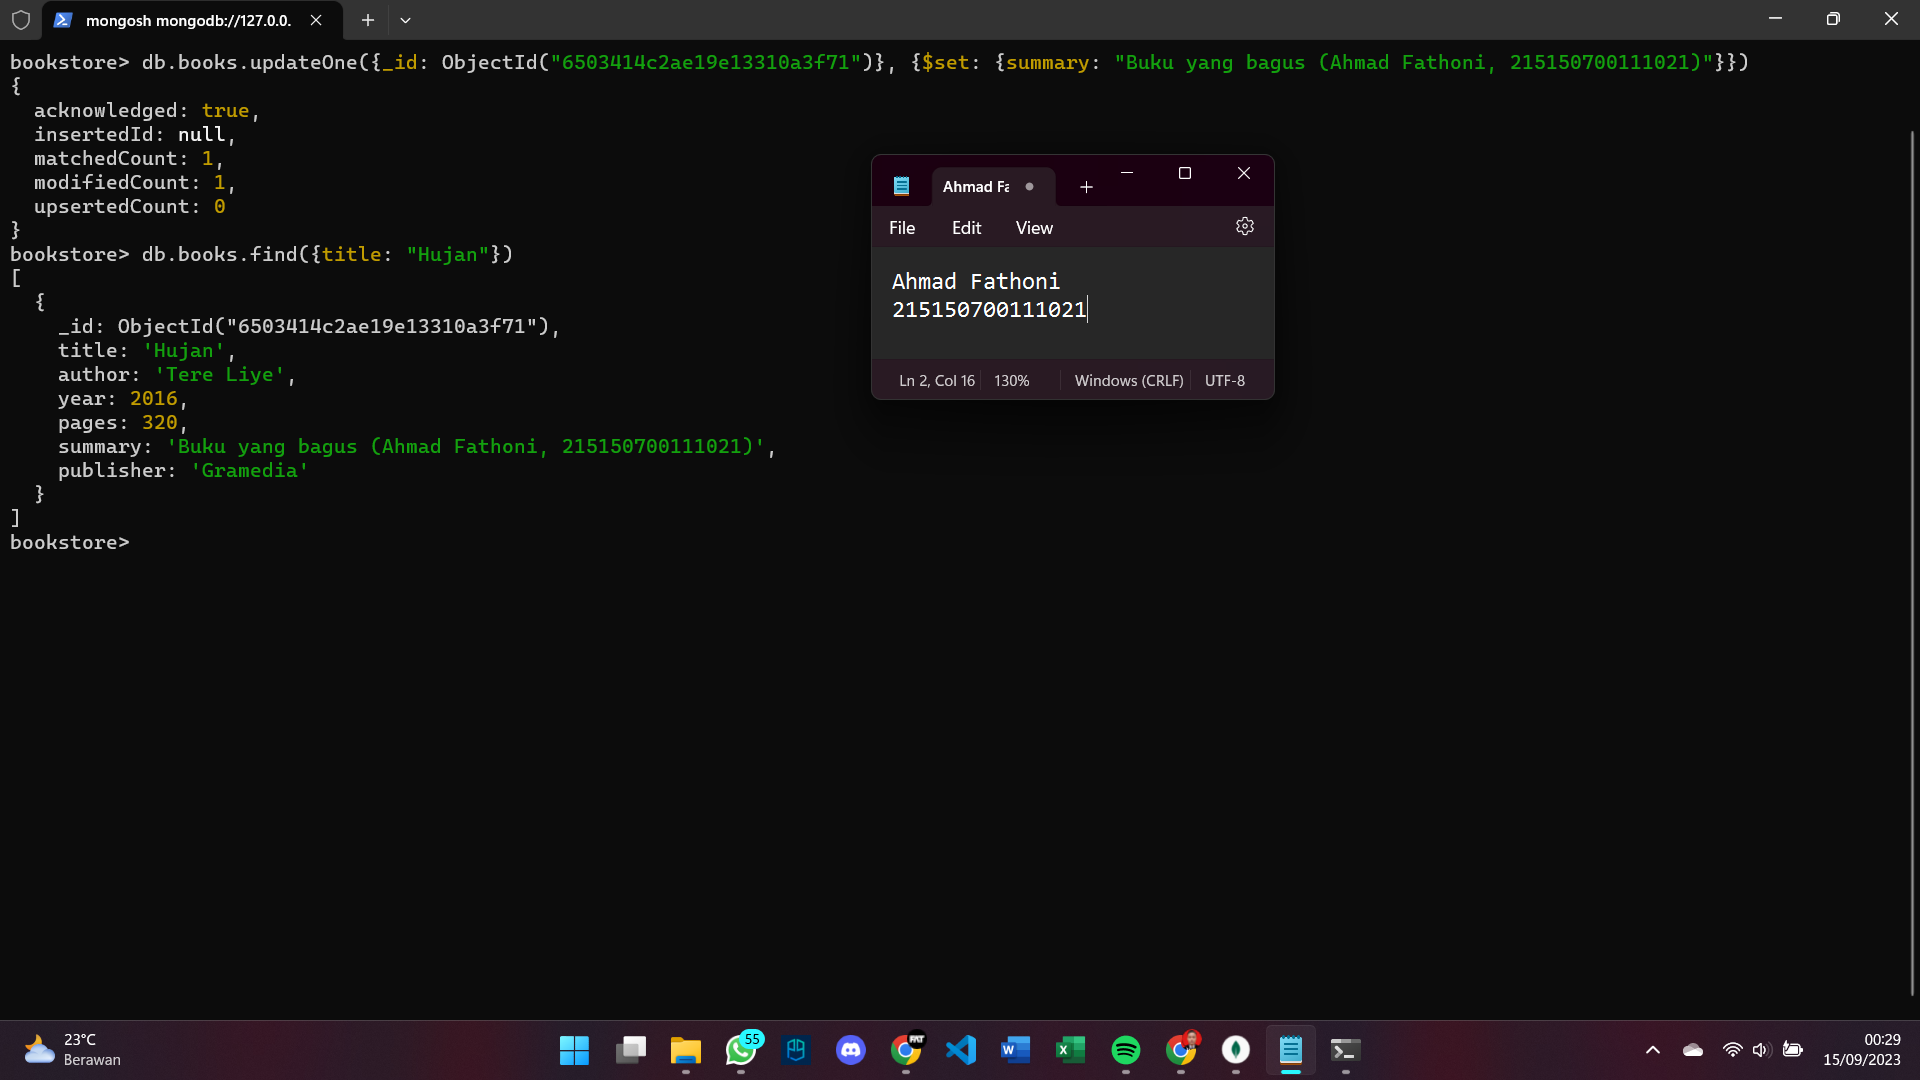 mongosh mongodb://127.0.0.
bookstore> db.books.updateOne({_id: ObjectId("6503414c2ae19e13310a3f71")}, {$set: {summary: "Buku yang bagus (Ahmad Fathoni, 215150700111021)"}})
{
  acknowledged: true,
  insertedId: null,
  matchedCount: 1,
  modifiedCount: 1,
  upsertedCount: 0
}
bookstore> db.books.find({title: "Hujan"})
[
  {
    _id: ObjectId("6503414c2ae19e13310a3f71"),
    title: 'Hujan',
    author: 'Tere Liye',
    year: 2016,
    pages: 320,
    summary: 'Buku yang bagus (Ahmad Fathoni, 215150700111021)',
    publisher: 'Gramedia'
  }
]
bookstore>
Ahmad Fa
File Edit View
Ahmad Fathoni
215150700111021
Ln 2, Col 16 130% Windows (CRLF) UTF-8
23°C
Berawan
55
FAT
00:29
15/09/2023